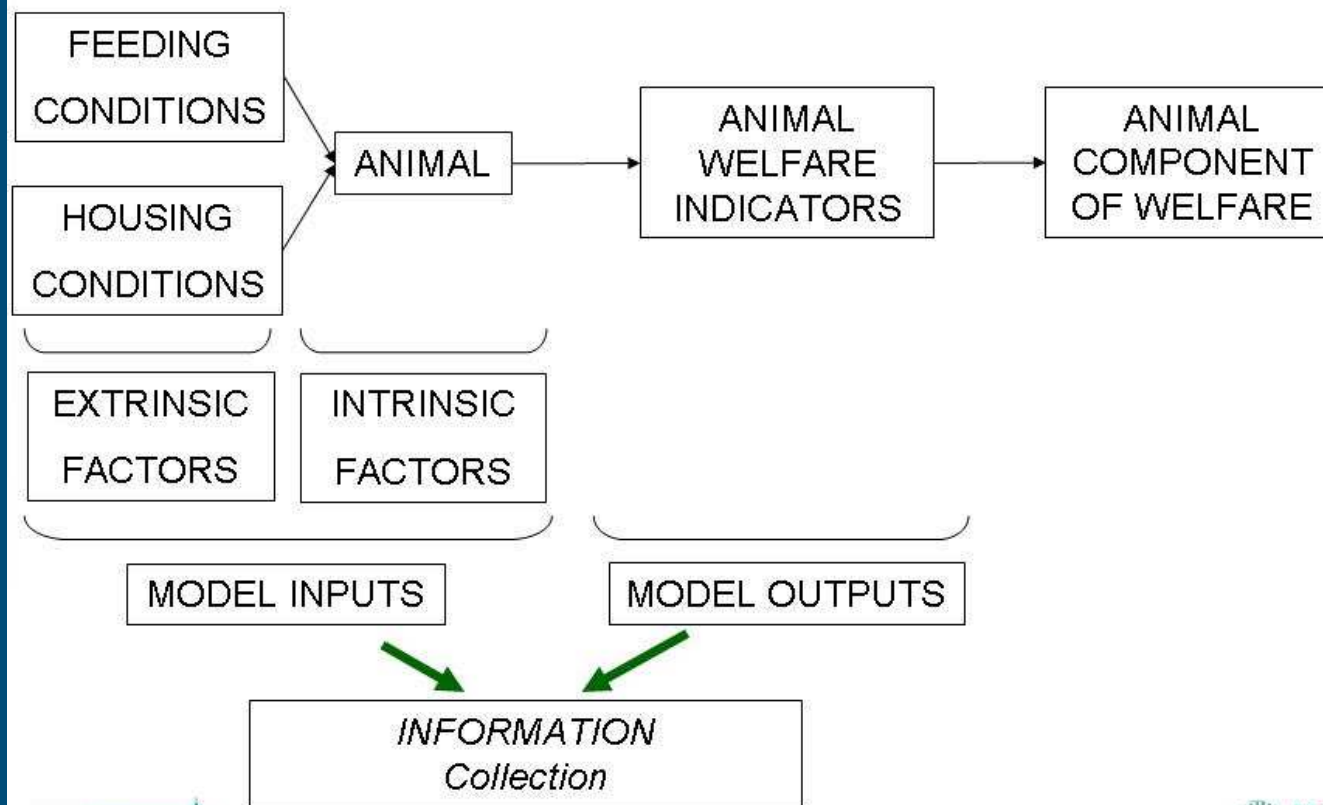 FEEDING
CONDITIONS
HOUSING
CONDITIONS
ANIMAL
ANIMAL
WELFARE
INDICATORS
ANIMAL
COMPONENT
OF WELFARE
EXTRINSIC
FACTORS
INTRINSIC
FACTORS
MODEL INPUTS
MODEL OUTPUTS
INFORMATION
Collection